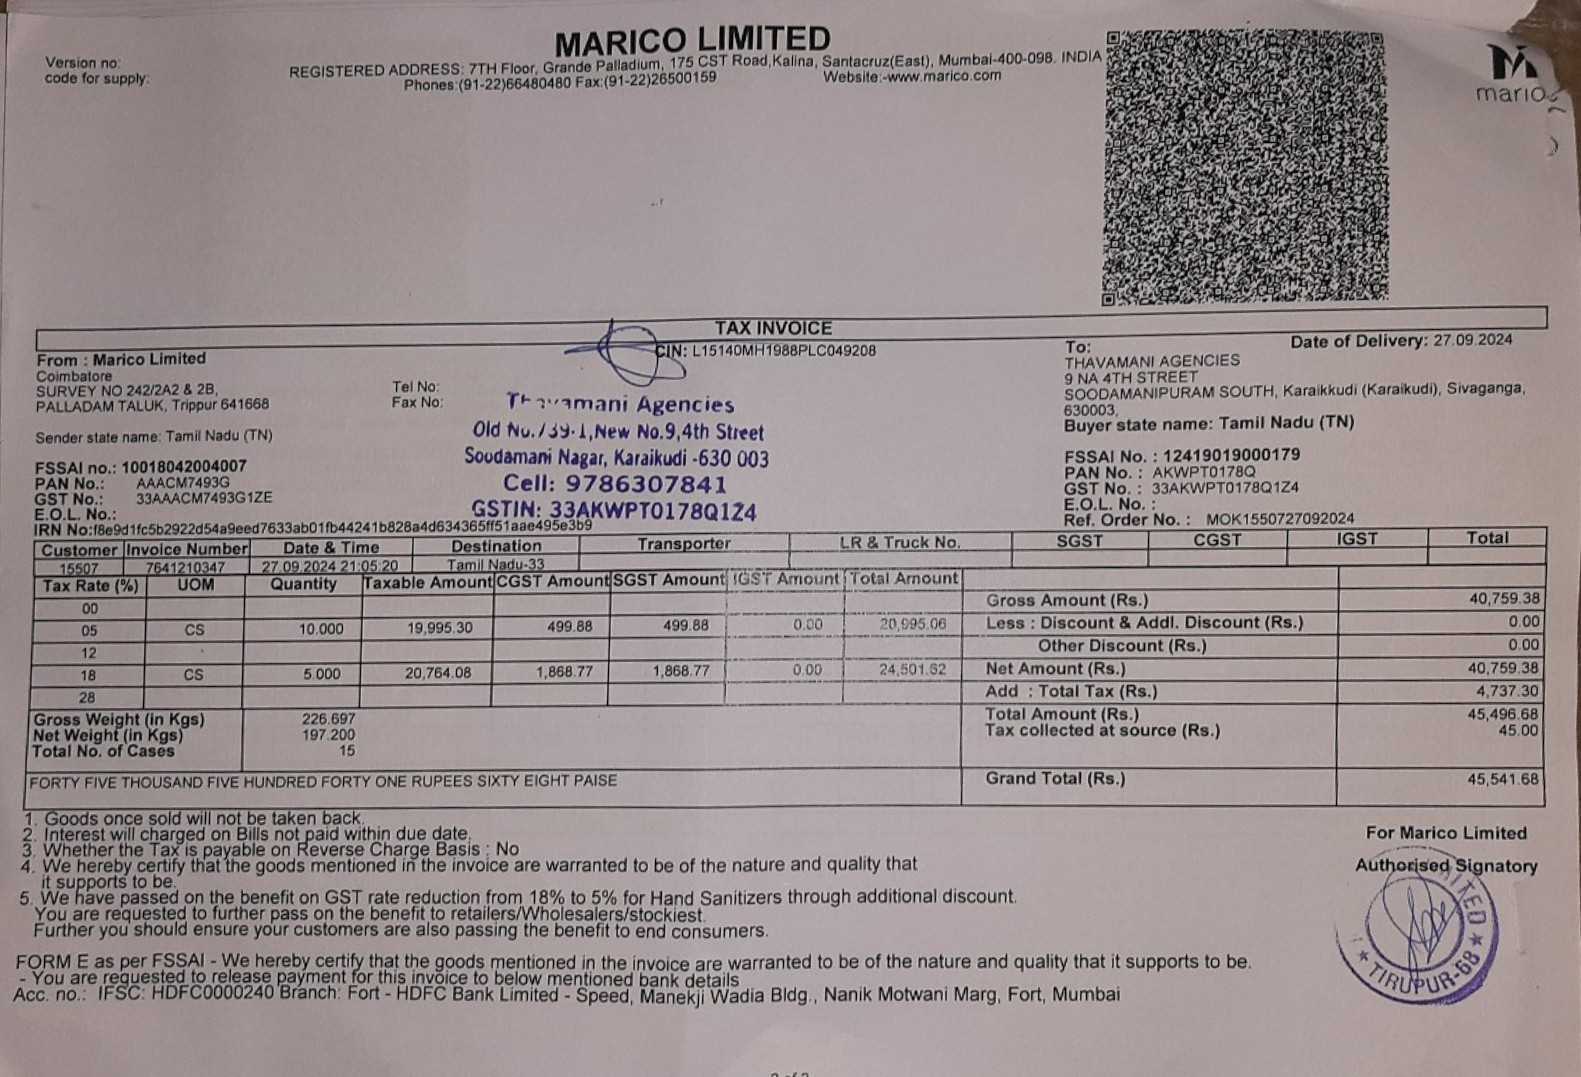 MARICO LIMITED
Version no:
code for supply:
REGISTERED ADDRESS: 7TH Floor, Grande Palladium, 175 CST Road,Kalina, Santacruz(East), Mumbai-400-098. INDIA
Phones:(91-22)66480480 Fax:(91-22)26500159 Website:-www.marico.com
marico
TAX INVOICE
CIN: L15140MH1988PLC049208
From : Marico Limited
Coimbatore
SURVEY NO 242/2A2 & 2B,
PALLADAM TALUK, Trippur 641668
Tel No:
Fax No:
Sender state name: Tamil Nadu (TN)
FSSAI no.: 10018042004007
PAN No.: AAACM7493G
GST No.: 33AAACM7493G1ZE
E.O.L. No.:
IRN No:f8e9d1fc5b2922d54a9eed7633ab01fb44241b828a4d634365ff51aae495e3b9
Thavamani Agencies
Old No.739-1,New No.9,4th Street
Soodamani Nagar, Karaikudi -630 003
Cell: 9786307841
GSTIN: 33AKWPT0178Q1Z4
To:
Date of Delivery: 27.09.2024
THAVAMANI AGENCIES
9 NA 4TH STREET
SOODAMANIPURAM SOUTH, Karaikkudi (Karaikudi), Sivaganga,
630003,
Buyer state name: Tamil Nadu (TN)
FSSAI No. : 12419019000179
PAN No. : AKWPT0178Q
GST No. : 33AKWPT0178Q1Z4
E.O.L. No. :
Ref. Order No. : MOK1550727092024
Customer Invoice Number Date & Time Destination Transporter LR & Truck No. SGST CGST IGST Total
15507 7641210347 27.09.2024 21:05:20 Tamil Nadu-33
Tax Rate (%) UOM Quantity Taxable Amount CGST Amount SGST Amount IGST Amount Total Amount
00
05 CS 10.000 19,995.30 499.88 499.88 0.00 20,995.06
12
18 CS 5.000 20,764.08 1,868.77 1,868.77 0.00 24,501.62
28
Gross Amount (Rs.) 40,759.38
Less : Discount & Addl. Discount (Rs.) 0.00
Other Discount (Rs.) 0.00
Net Amount (Rs.) 40,759.38
Add : Total Tax (Rs.) 4,737.30
Gross Weight (in Kgs) 226.697
Net Weight (in Kgs) 197.200
Total No. of Cases 15
Total Amount (Rs.) 45,496.68
Tax collected at source (Rs.) 45.00
FORTY FIVE THOUSAND FIVE HUNDRED FORTY ONE RUPEES SIXTY EIGHT PAISE
Grand Total (Rs.) 45,541.68
1. Goods once sold will not be taken back.
2. Interest will charged on Bills not paid within due date.
3. Whether the Tax is payable on Reverse Charge Basis : No
4. We hereby certify that the goods mentioned in the invoice are warranted to be of the nature and quality that
it supports to be.
5. We have passed on the benefit on GST rate reduction from 18% to 5% for Hand Sanitizers through additional discount.
You are requested to further pass on the benefit to retailers/Wholesalers/stockiest.
Further you should ensure your customers are also passing the benefit to end consumers.
For Marico Limited
Authorised Signatory
TIRUPUR-68
FORM E as per FSSAI - We hereby certify that the goods mentioned in the invoice are warranted to be of the nature and quality that it supports to be.
- You are requested to release payment for this invoice to below mentioned bank details
Acc. no.: IFSC: HDFC0000240 Branch: Fort - HDFC Bank Limited - Speed, Manekji Wadia Bldg., Nanik Motwani Marg, Fort, Mumbai